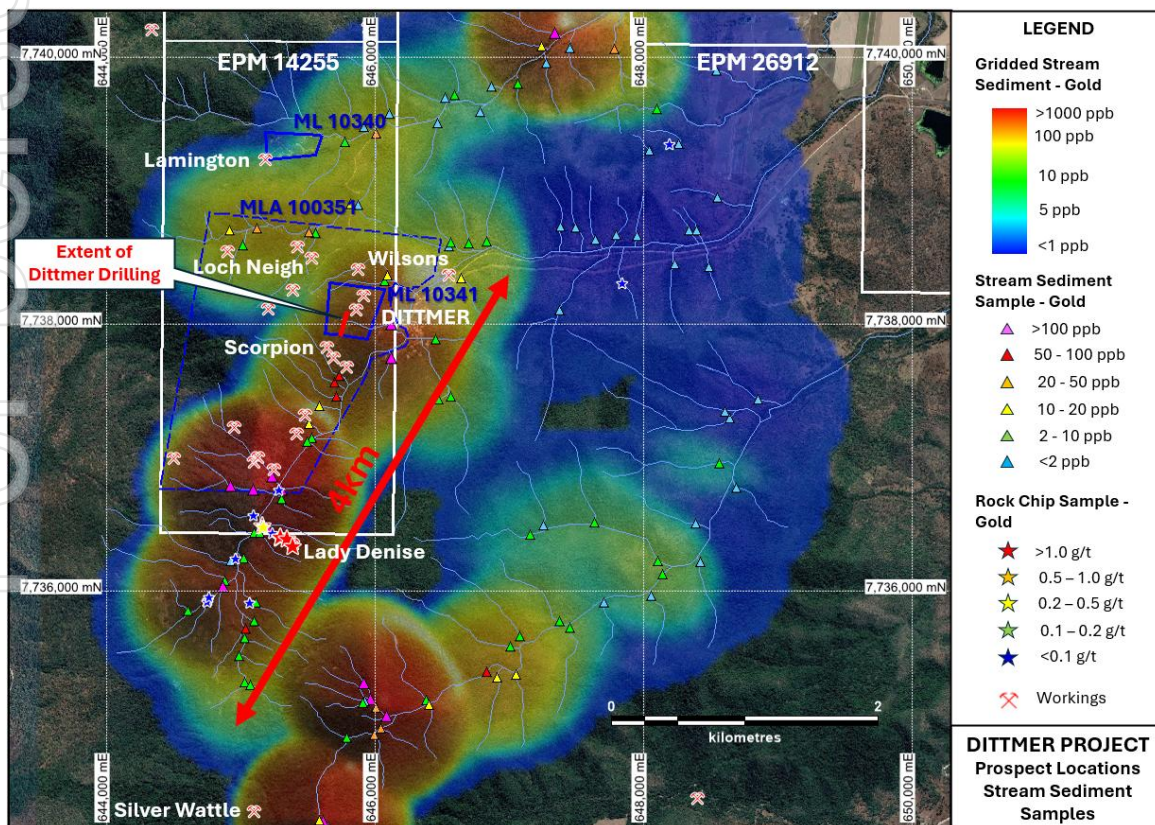 644,000 mE
646,000 mE
648,000 mE
650,000 mE
7,740,000 mN
7,740,000 mN
EPM 14255
EPM 26912
ML 10340
Lamington
MLA 100351
Extent of
Dittmer Drilling
Loch Neigh
Wilsons
ML 10341
DITTMER
7,738,000 mN
7,738,000 mN
Scorpion
4km
Lady Denise
7,736,000 mN
7,736,000 mN
0
2
kilometres
644,000 mE
646,000 mE
648,000 mE
650,000 mE
Silver Wattle
LEGEND
Gridded Stream
Sediment - Gold
>1000 ppb
100 ppb
10 ppb
5 ppb
<1 ppb
Stream Sediment
Sample - Gold
>100 ppb
50 - 100 ppb
20 - 50 ppb
10 - 20 ppb
2 - 10 ppb
<2 ppb
Rock Chip Sample -
Gold
>1.0 g/t
0.5 – 1.0 g/t
0.2 – 0.5 g/t
0.1 – 0.2 g/t
<0.1 g/t
Workings
DITTMER PROJECT
Prospect Locations
Stream Sediment
Samples